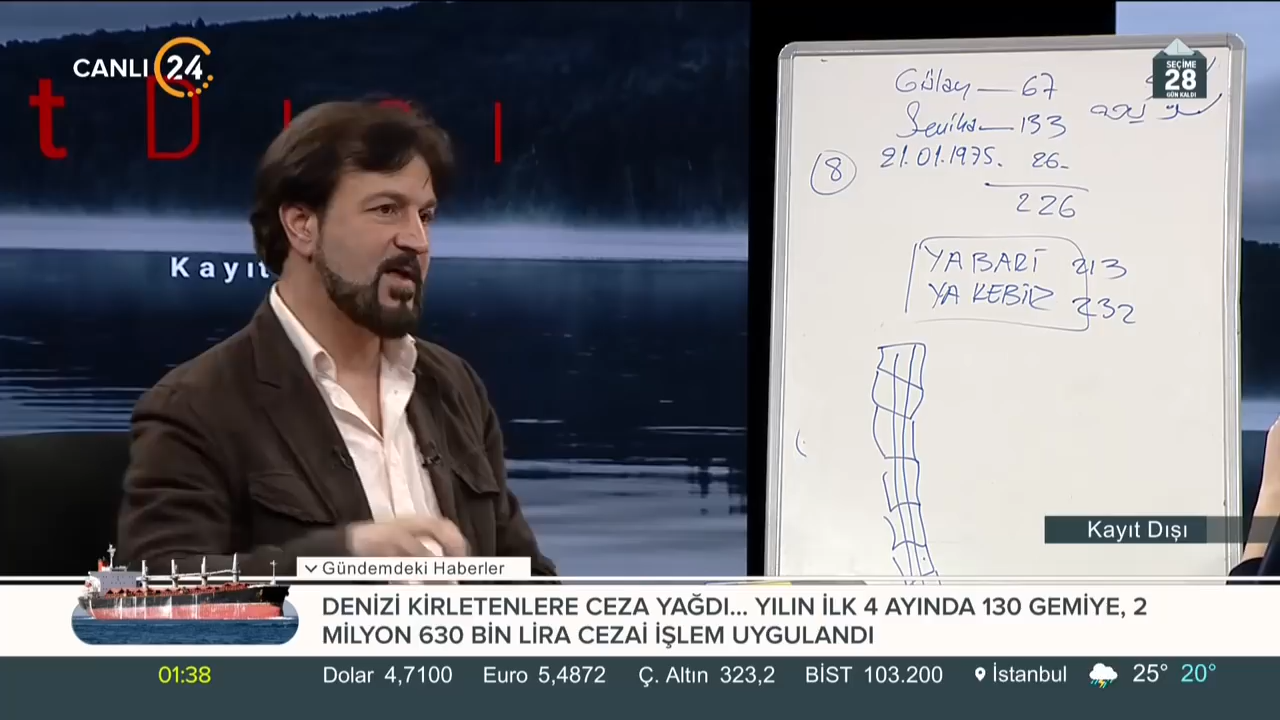 CANLI 24
SEÇİME
28
GÜN KALDI
t D I Ş I
Kayıt
Gülay — 67
133
21.01.1975. 26-
8
226
YA BARİ 213
YA KEBİR 232
Kayıt Dışı
Gündemdeki Haberler
DENİZİ KİRLETENLERE CEZA YAĞDI... YILIN İLK 4 AYINDA 130 GEMİYE, 2
MİLYON 630 BİN LİRA CEZAİ İŞLEM UYGULANDI
01:38 Dolar 4,7100 Euro 5,4872 Ç. Altın 323,2 BİST 103.200 İstanbul 25° 20°